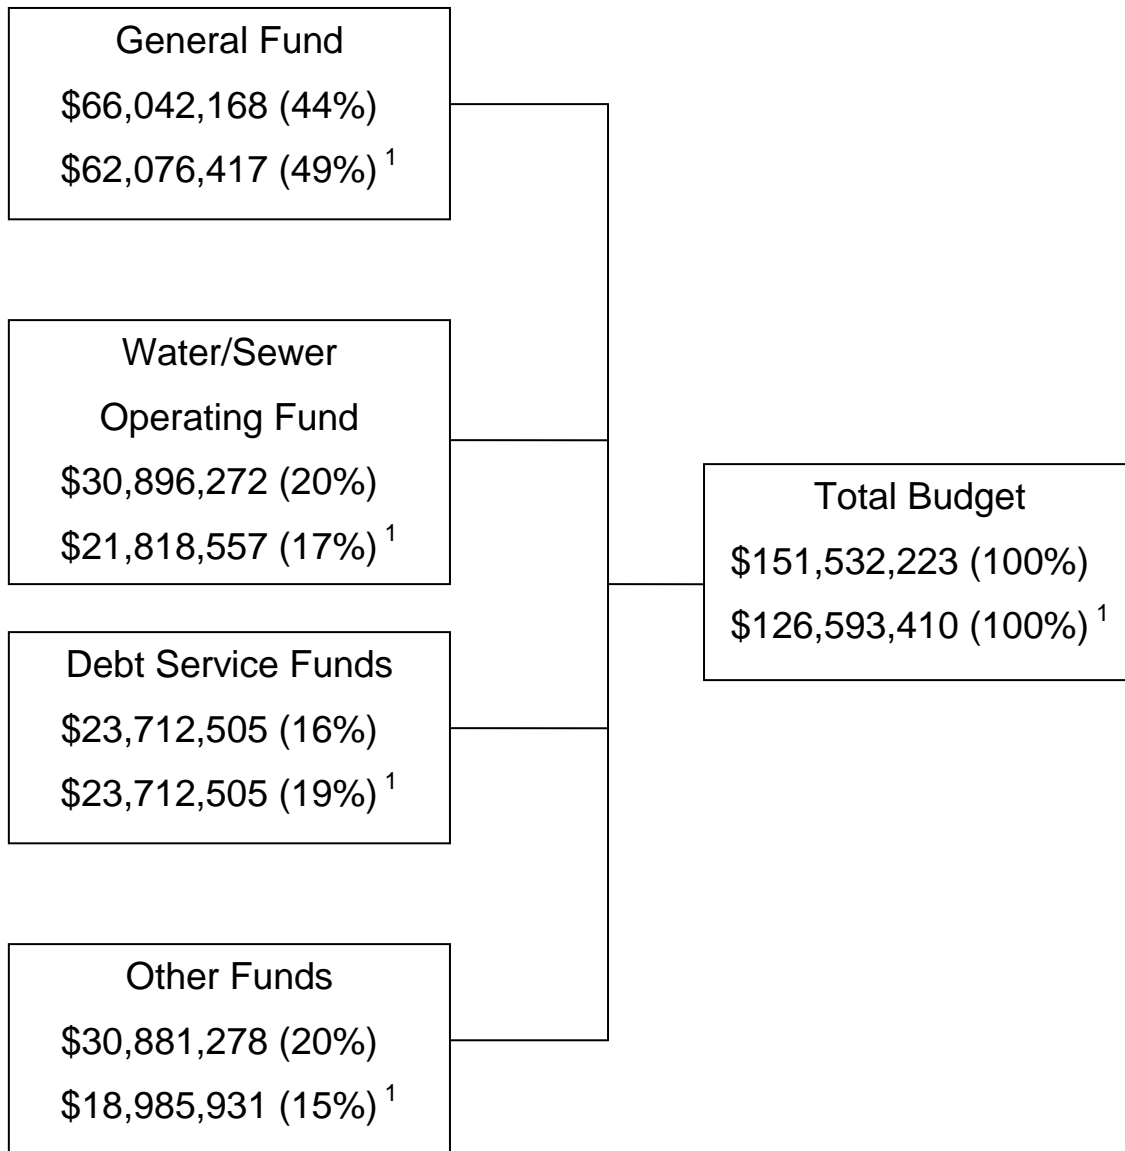 General Fund
$66,042,168 (44%)
$62,076,417 (49%) 1
Water/Sewer
Operating Fund
$30,896,272 (20%)
$21,818,557 (17%) 1
Debt Service Funds
$23,712,505 (16%)
$23,712,505 (19%) 1
Other Funds
$30,881,278 (20%)
$18,985,931 (15%) 1
Total Budget
$151,532,223 (100%)
$126,593,410 (100%) 1